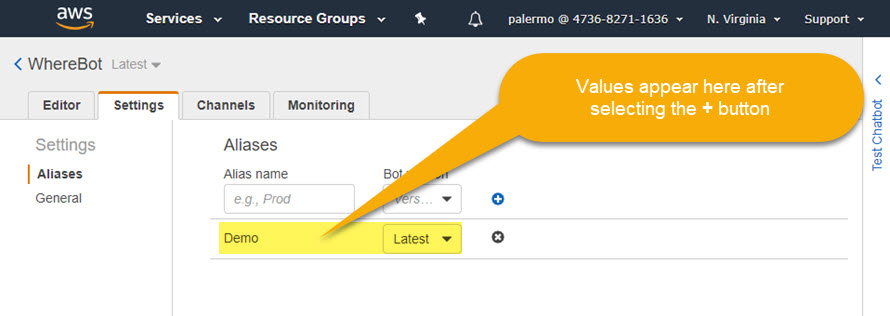 aws Services Resource Groups palermo @ 4736-8271-1636 N. Virginia Support
WhereBot Latest
Values appear here after
selecting the + button
Editor Settings Channels Monitoring
Settings
Aliases
General
Aliases
Alias name Bot
e.g., Prod Vers...
Demo Latest
Test Chatbot